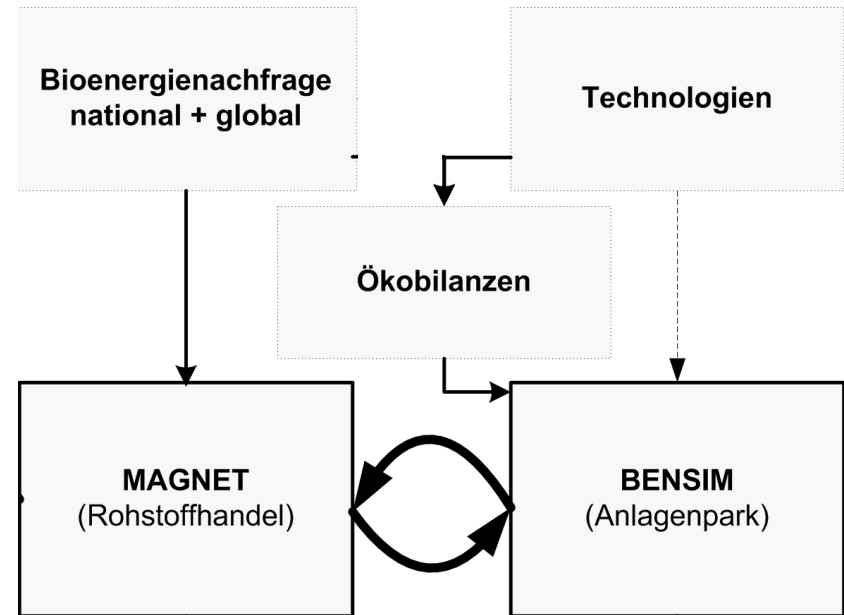 Bioenergienachfrage
national + global
Technologien
Ökobilanzen
MAGNET
(Rohstoffhandel)
BENSIM
(Anlagenpark)